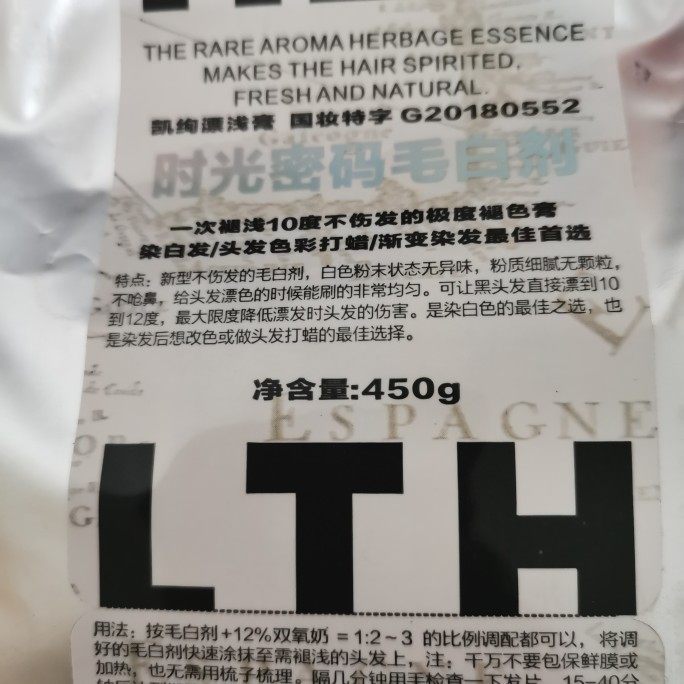 THE RARE AROMA HERBAGE ESSENCE
MAKES THE HAIR SPIRITED.
FRESH AND NATURAL.
凯绚漂浅膏 国妆特字 G20180552
时光密码毛白剂
一次褪浅10度不伤发的极度褪色膏
染白发/头发色彩打蜡/渐变染发最佳首选
特点：新型不伤发的毛白剂，白色粉末状态无异味，粉质细腻无颗粒，
不呛鼻，给头发漂色的时候能刷的非常均匀。可让黑头发直接漂到10
到12度，最大限度降低漂发时头发的伤害。是染白色的最佳之选，也
是染发后想改色或做头发打蜡的最佳选择。
净含量:450g
ESPAGNE
LTH
用法：按毛白剂+12%双氧奶 =1:2~3 的比例调配都可以，将调
好的毛白剂快速涂抹至需褪浅的头发上，注：千万不要包保鲜膜或
加热，也无需用梳子梳理。隔几分钟用手检查一下发片，15-40分